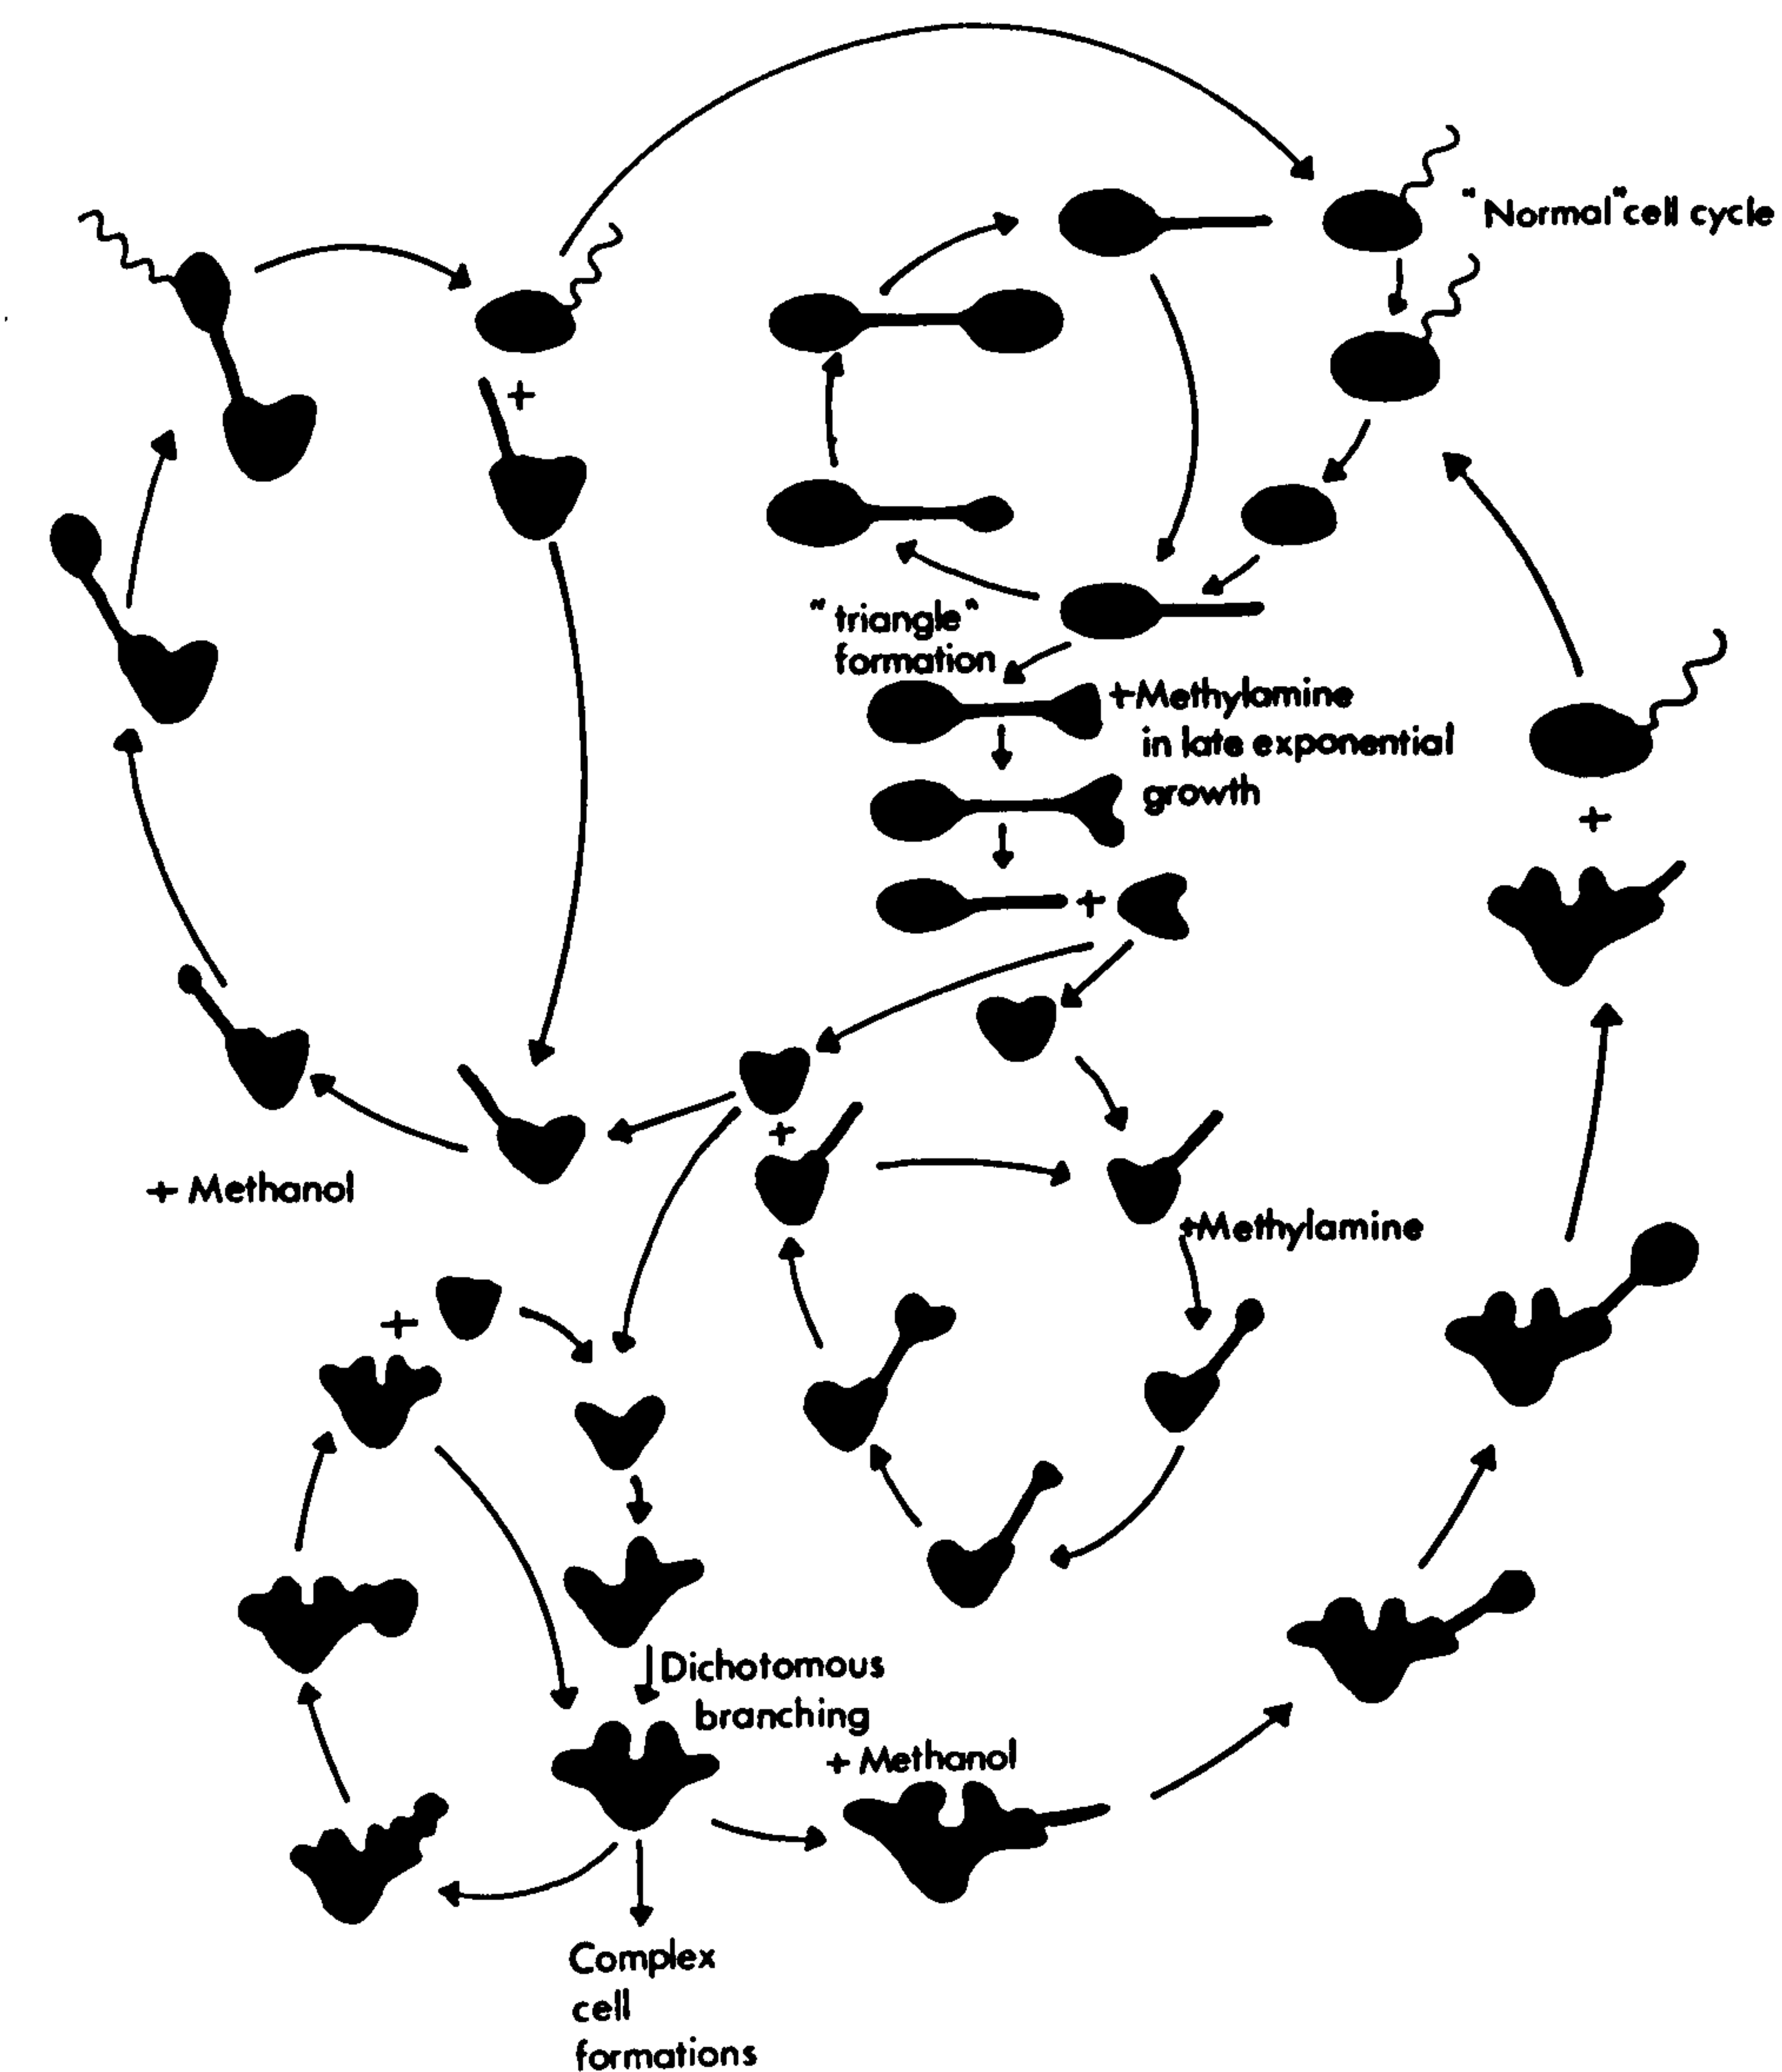 "Normal" cell cycle
+
"triangle"
formation
+Methylamine
in late exponential
growth
+
+
+
+ Methanol
+Methylamine
+
Dichotomous
branching
+ Methanol
Complex
cell
formations